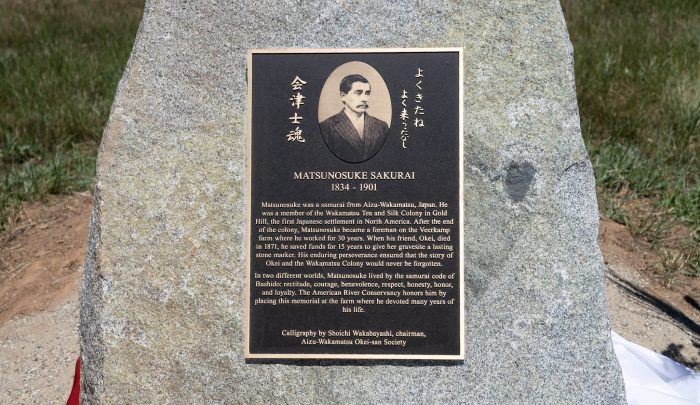 会津士魂
よくきたね
よく来らったなし
MATSUNOSUKE SAKURAI
1834 - 1901
Matsunosuke was a samurai from Aizu-Wakamatsu, Japan. He
was a member of the Wakamatsu Tea and Silk Colony in Gold
Hill, the first Japanese settlement in North America. After the end
of the colony, Matsunosuke became a foreman on the Veerkamp
farm where he worked for 30 years. When his friend, Okei, died
in 1871, he saved funds for 15 years to give her gravesite a lasting
stone marker. His enduring perseverance ensured that the story of
Okei and the Wakamatsu Colony would never be forgotten.
In two different worlds, Matsunosuke lived by the samurai code of
Bushido: rectitude, courage, benevolence, respect, honesty, honor,
and loyalty. The American River Conservancy honors him by
placing this memorial at the farm where he devoted many years of
his life.
Calligraphy by Shoichi Wakabayashi, chairman,
Aizu-Wakamatsu Okei-san Society